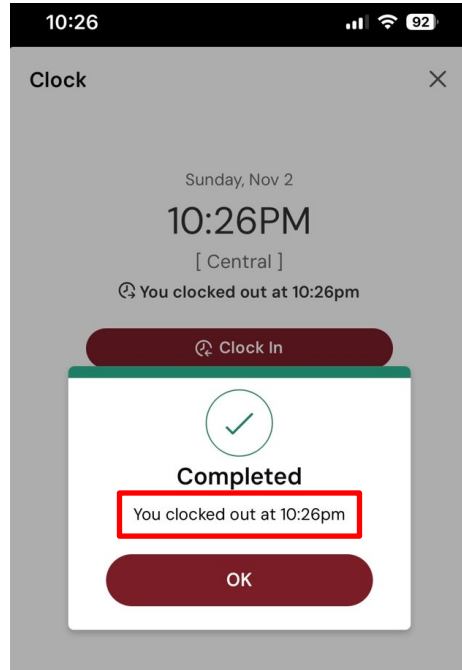 10:26
92
Clock
Sunday, Nov 2
10:26PM
[ Central ]
You clocked out at 10:26pm
Clock In
Completed
You clocked out at 10:26pm
OK